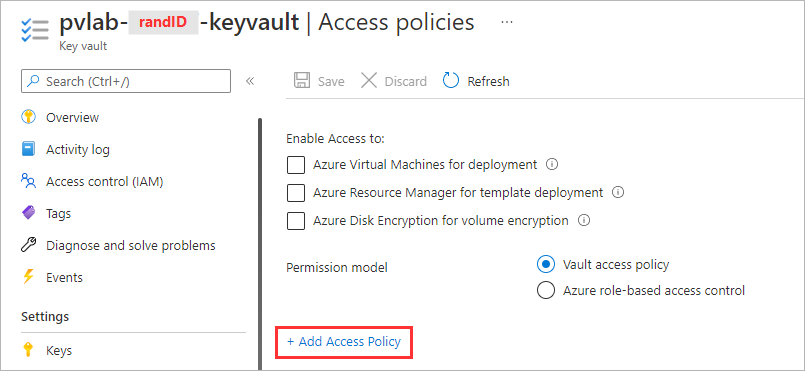 pvlab- randID -keyvault | Access policies ...
Key vault
Search (Ctrl+/) «
Save Discard Refresh
Overview
Activity log
Access control (IAM)
Tags
Diagnose and solve problems
Events
Settings
Keys
Enable Access to:
Azure Virtual Machines for deployment
Azure Resource Manager for template deployment
Azure Disk Encryption for volume encryption
Permission model
Vault access policy
Azure role-based access control
+ Add Access Policy